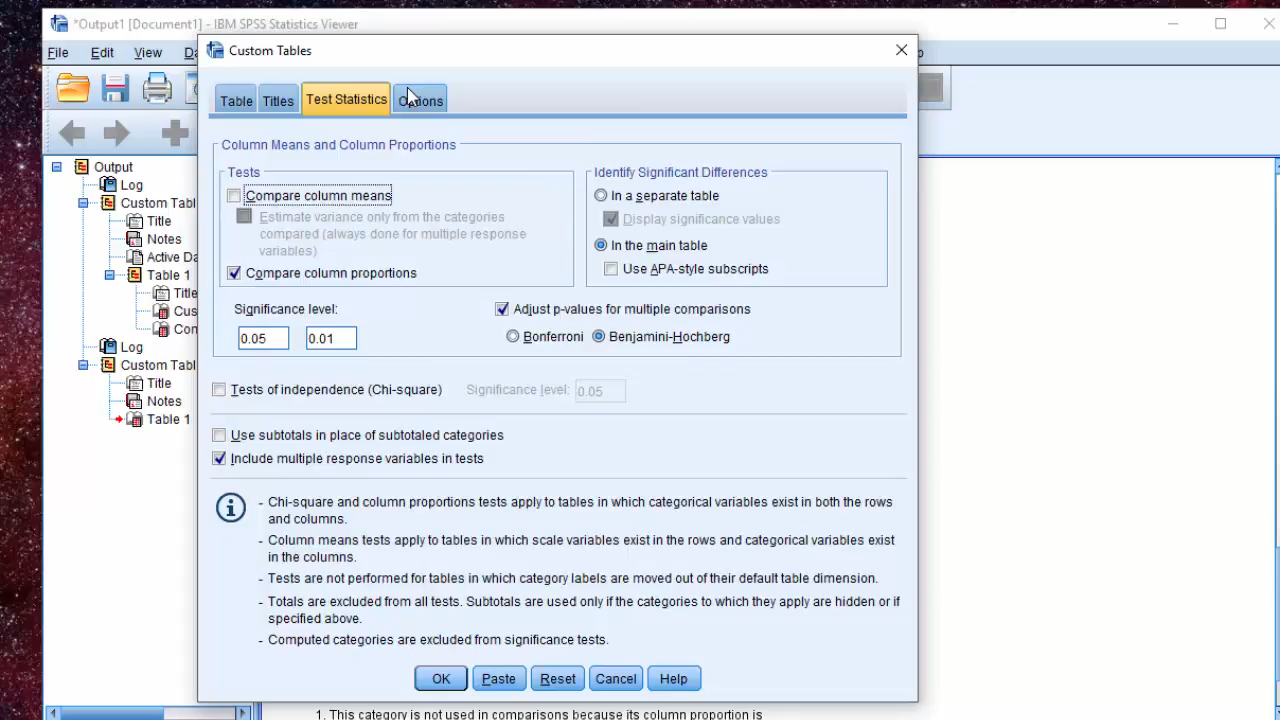 *Output1 [Document1] - IBM SPSS Statistics Viewer
File Edit View
Custom Tables
Table Titles Test Statistics Options
Column Means and Column Proportions
Tests
Compare column means
Estimate variance only from the categories
compared (always done for multiple response
variables)
Compare column proportions
Identify Significant Differences
In a separate table
Display significance values
In the main table
Use APA-style subscripts
Significance level:
0.05 0.01
Adjust p-values for multiple comparisons
Bonferroni Benjamini-Hochberg
Tests of independence (Chi-square) Significance level: 0.05
Use subtotals in place of subtotaled categories
Include multiple response variables in tests
- Chi-square and column proportions tests apply to tables in which categorical variables exist in both the rows
and columns.
- Column means tests apply to tables in which scale variables exist in the rows and categorical variables exist
in the columns.
- Tests are not performed for tables in which category labels are moved out of their default table dimension.
- Totals are excluded from all tests. Subtotals are used only if the categories to which they apply are hidden or if
specified above.
- Computed categories are excluded from significance tests.
OK Paste Reset Cancel Help
Output
Log
Custom Tabl
Title
Notes
Active Da
Table 1
Title
Cus
Con
Log
Custom Tabl
Title
Notes
Table 1
1. This category is not used in comparisons because its column proportion is